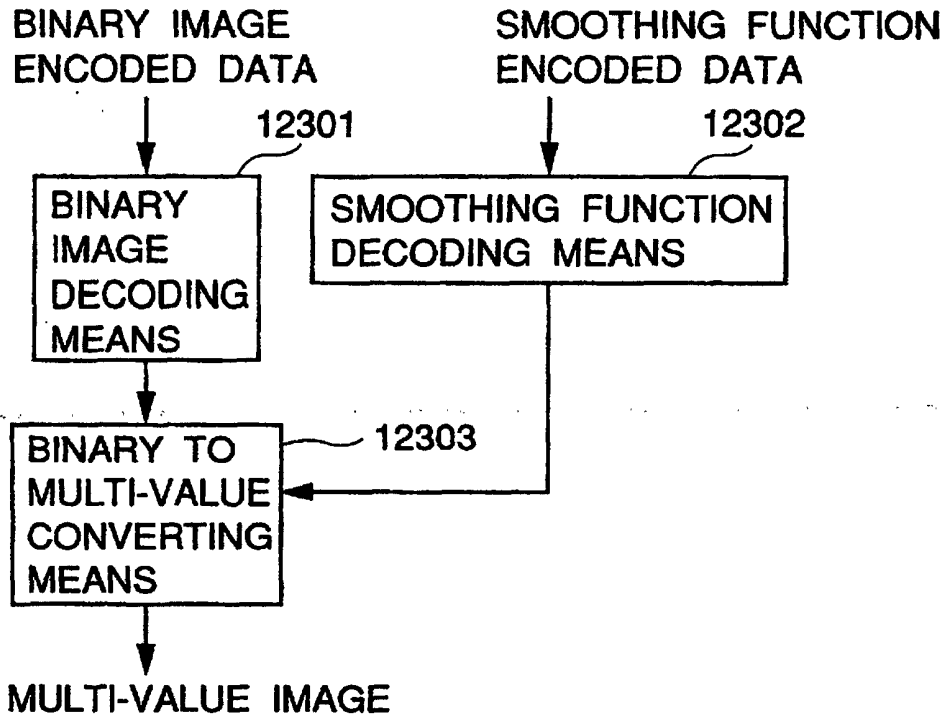 BINARY IMAGE
ENCODED DATA
SMOOTHING FUNCTION
ENCODED DATA
12301
12302
BINARY
IMAGE
DECODING
MEANS
SMOOTHING FUNCTION
DECODING MEANS
12303
BINARY TO
MULTI-VALUE
CONVERTING
MEANS
MULTI-VALUE IMAGE